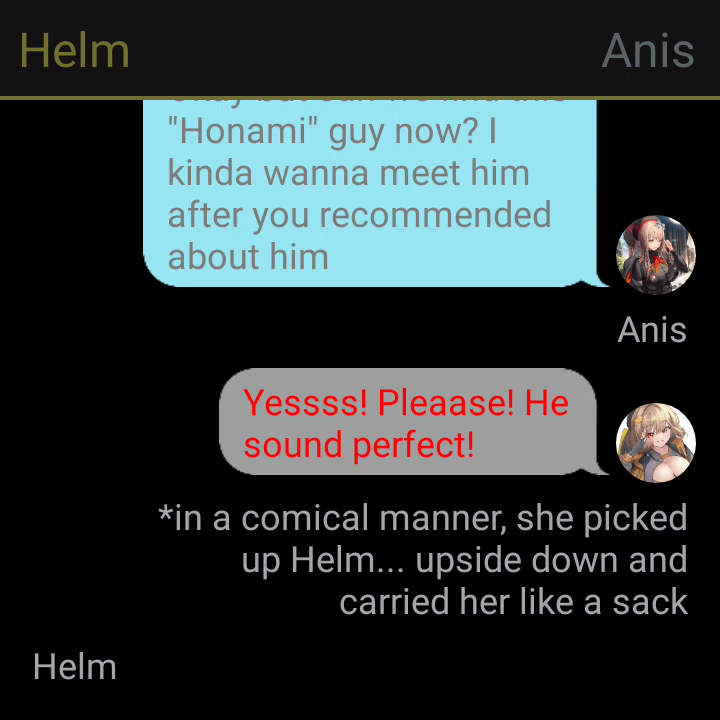 Helm
Anis
"Honami" guy now? I
kinda wanna meet him
after you recommended
about him
Anis
Yessss! Pleaase! He
sound perfect!
*in a comical manner, she picked
up Helm... upside down and
carried her like a sack
Helm